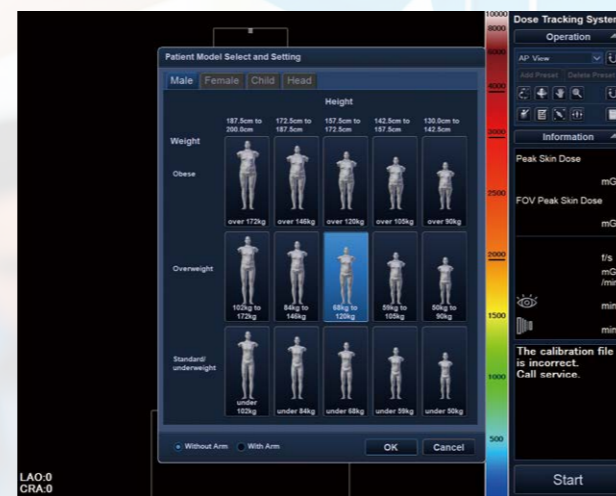 Patient Model Select and Setting
Male Female Child Head
Height
187.5cm to 200.0cm
172.5cm to 187.5cm
157.5cm to 172.5cm
142.5cm to 157.5cm
130.0cm to 142.5cm
Weight
Obese
over 172kg over 146kg over 120kg over 105kg over 90kg
Overweight
102kg to 172kg
84kg to 146kg
68kg to 120kg
59kg to 105kg
50kg to 90kg
Standard/
underweight
under 102kg
under 84kg under 68kg under 59kg under 50kg
Without Arm With Arm OK Cancel
LAO:0
CRA:0
10000
8000
4000
3000
2500
2000
1500
1000
500
Dose Tracking System
Operation
AP View
Add Preset Delete Preset
Information
Peak Skin Dose
mG
FOV Peak Skin Dose
mG
f/s
mG
/min
min
min
The calibration file
is incorrect.
Call service.
Start